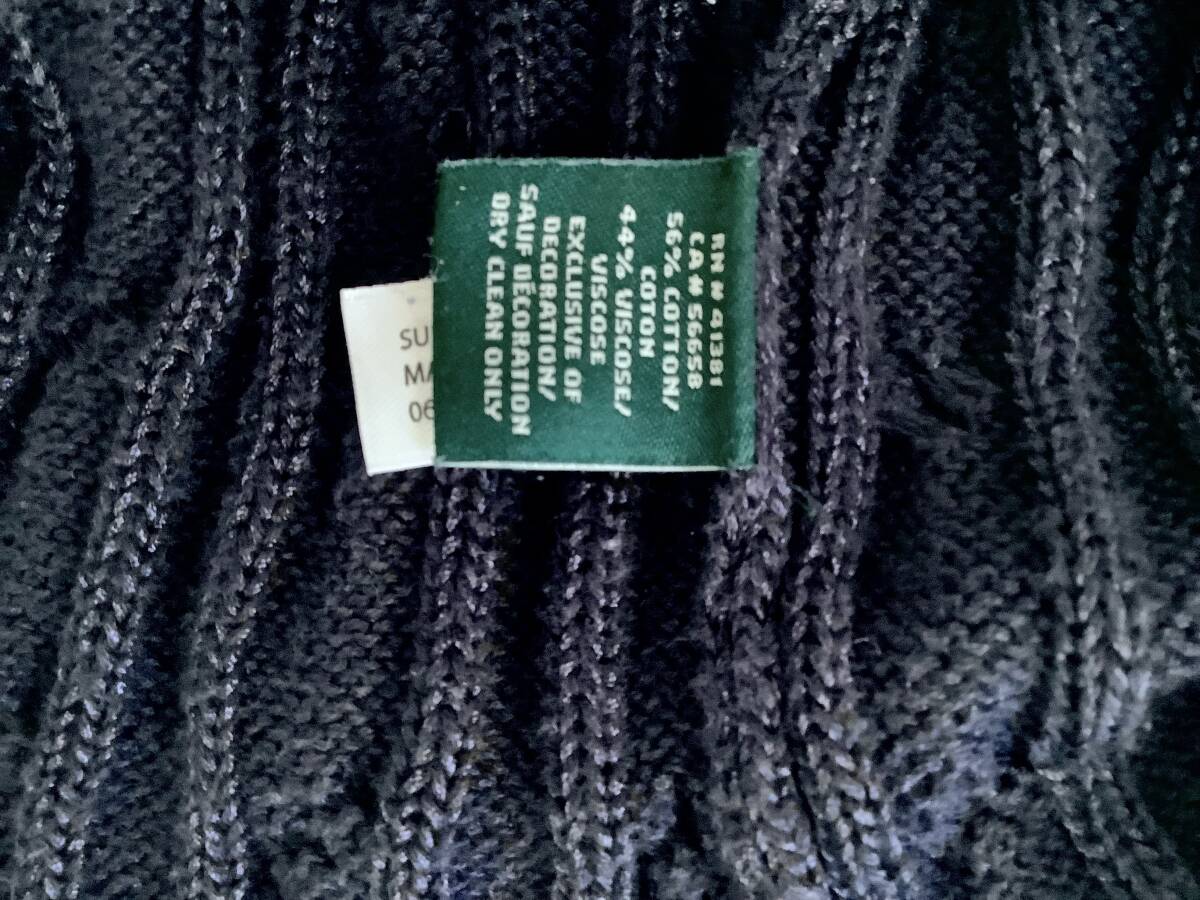 RN N 41381
CA N 56658
56% COTTON/
COTON
44% VISCOSE/
VISCOSE
EXCLUSIVE OF
DECORATION/
SAUF DÉCORATION
DRY CLEAN ONLY
SU
MA
06